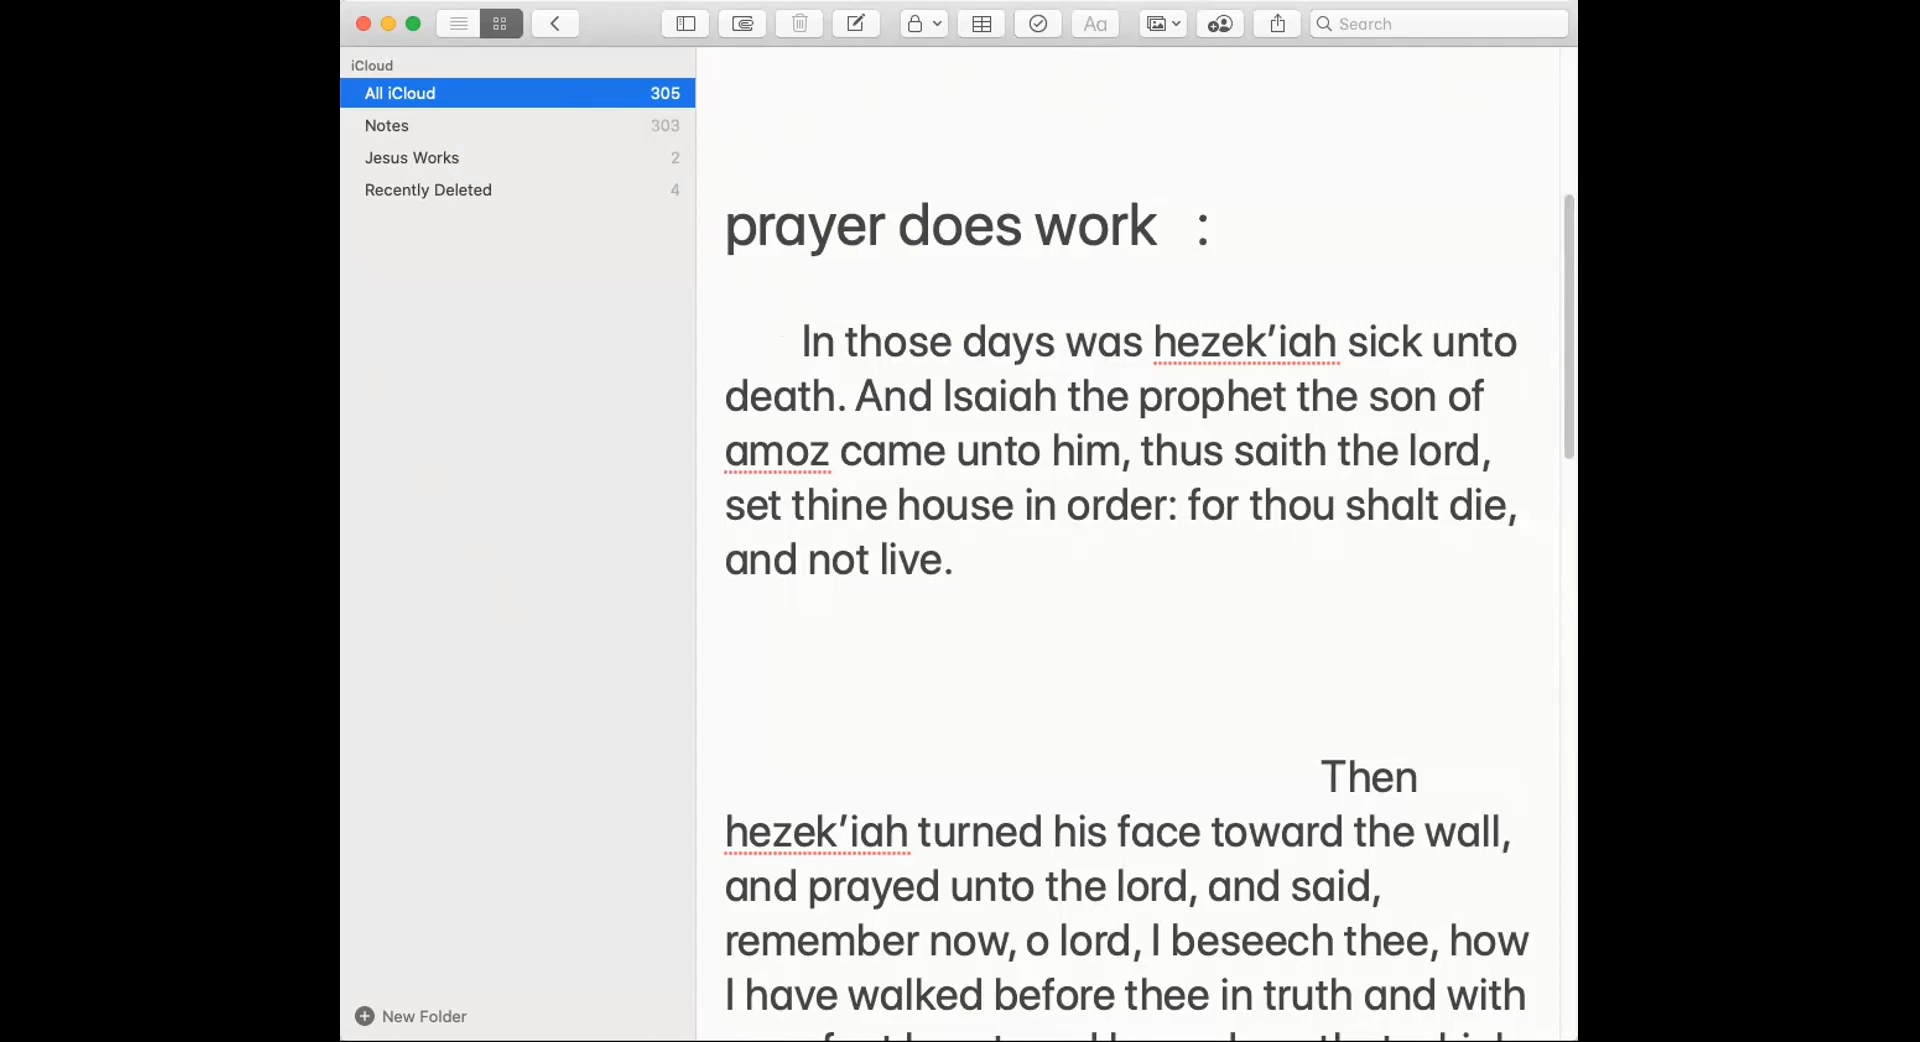 Aa
Search
iCloud
All iCloud 305
Notes 303
Jesus Works 2
Recently Deleted 4
New Folder
prayer does work :
In those days was hezek’iah sick unto
death. And Isaiah the prophet the son of
amoz came unto him, thus saith the lord,
set thine house in order: for thou shalt die,
and not live.
Then
hezek’iah turned his face toward the wall,
and prayed unto the lord, and said,
remember now, o lord, I beseech thee, how
I have walked before thee in truth and with